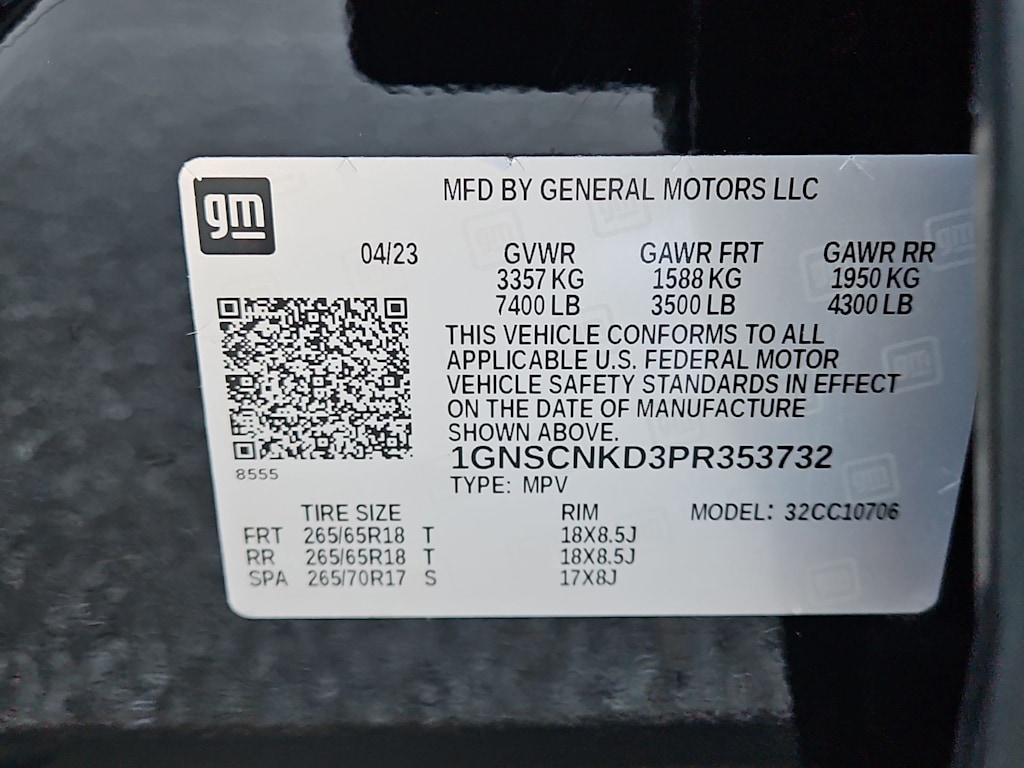 gm
MFD BY GENERAL MOTORS LLC
04/23 GVWR GAWR FRT GAWR RR
3357 KG 1588 KG 1950 KG
7400 LB 3500 LB 4300 LB
THIS VEHICLE CONFORMS TO ALL
APPLICABLE U.S. FEDERAL MOTOR
VEHICLE SAFETY STANDARDS IN EFFECT
ON THE DATE OF MANUFACTURE
SHOWN ABOVE.
8555
1GNSCNKD3PR353732
TYPE: MPV
TIRE SIZE RIM MODEL: 32CC10706
FRT 265/65R18 T 18X8.5J
RR 265/65R18 T 18X8.5J
SPA 265/70R17 S 17X8J